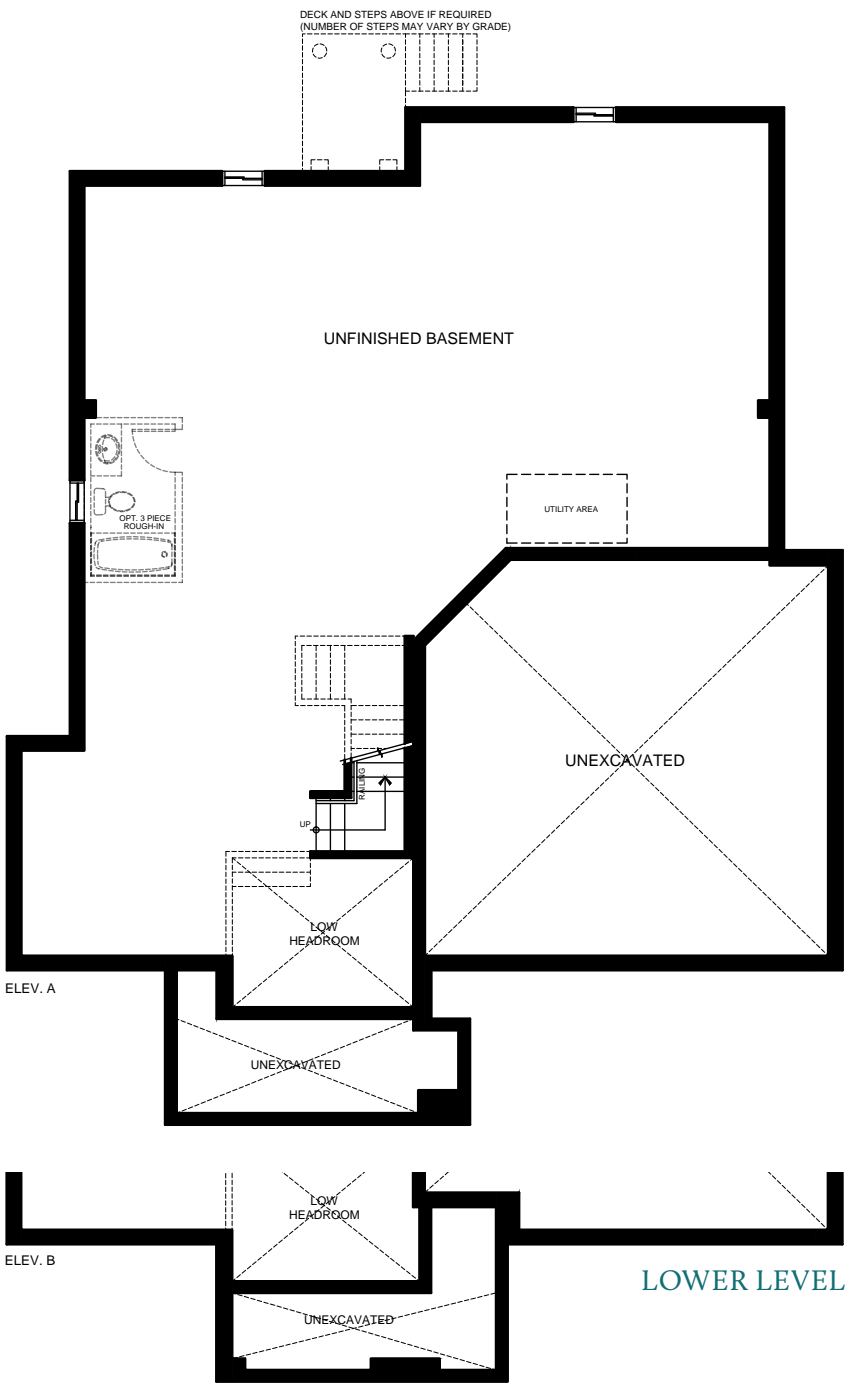 DECK AND STEPS ABOVE IF REQUIRED
(NUMBER OF STEPS MAY VARY BY GRADE)
UNFINISHED BASEMENT
UTILITY AREA
OPT. 3 PIECE
ROUGH-IN
UNEXCAVATED
RAILING
UP
LOW
HEADROOM
ELEV. A
UNEXCAVATED
LOW
HEADROOM
ELEV. B
LOWER LEVEL
UNEXCAVATED